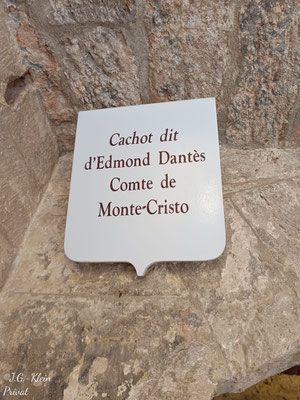 Cachot dit
d'Edmond Dantès
Comte de
Monte-Cristo
J.G - Klein
Privat